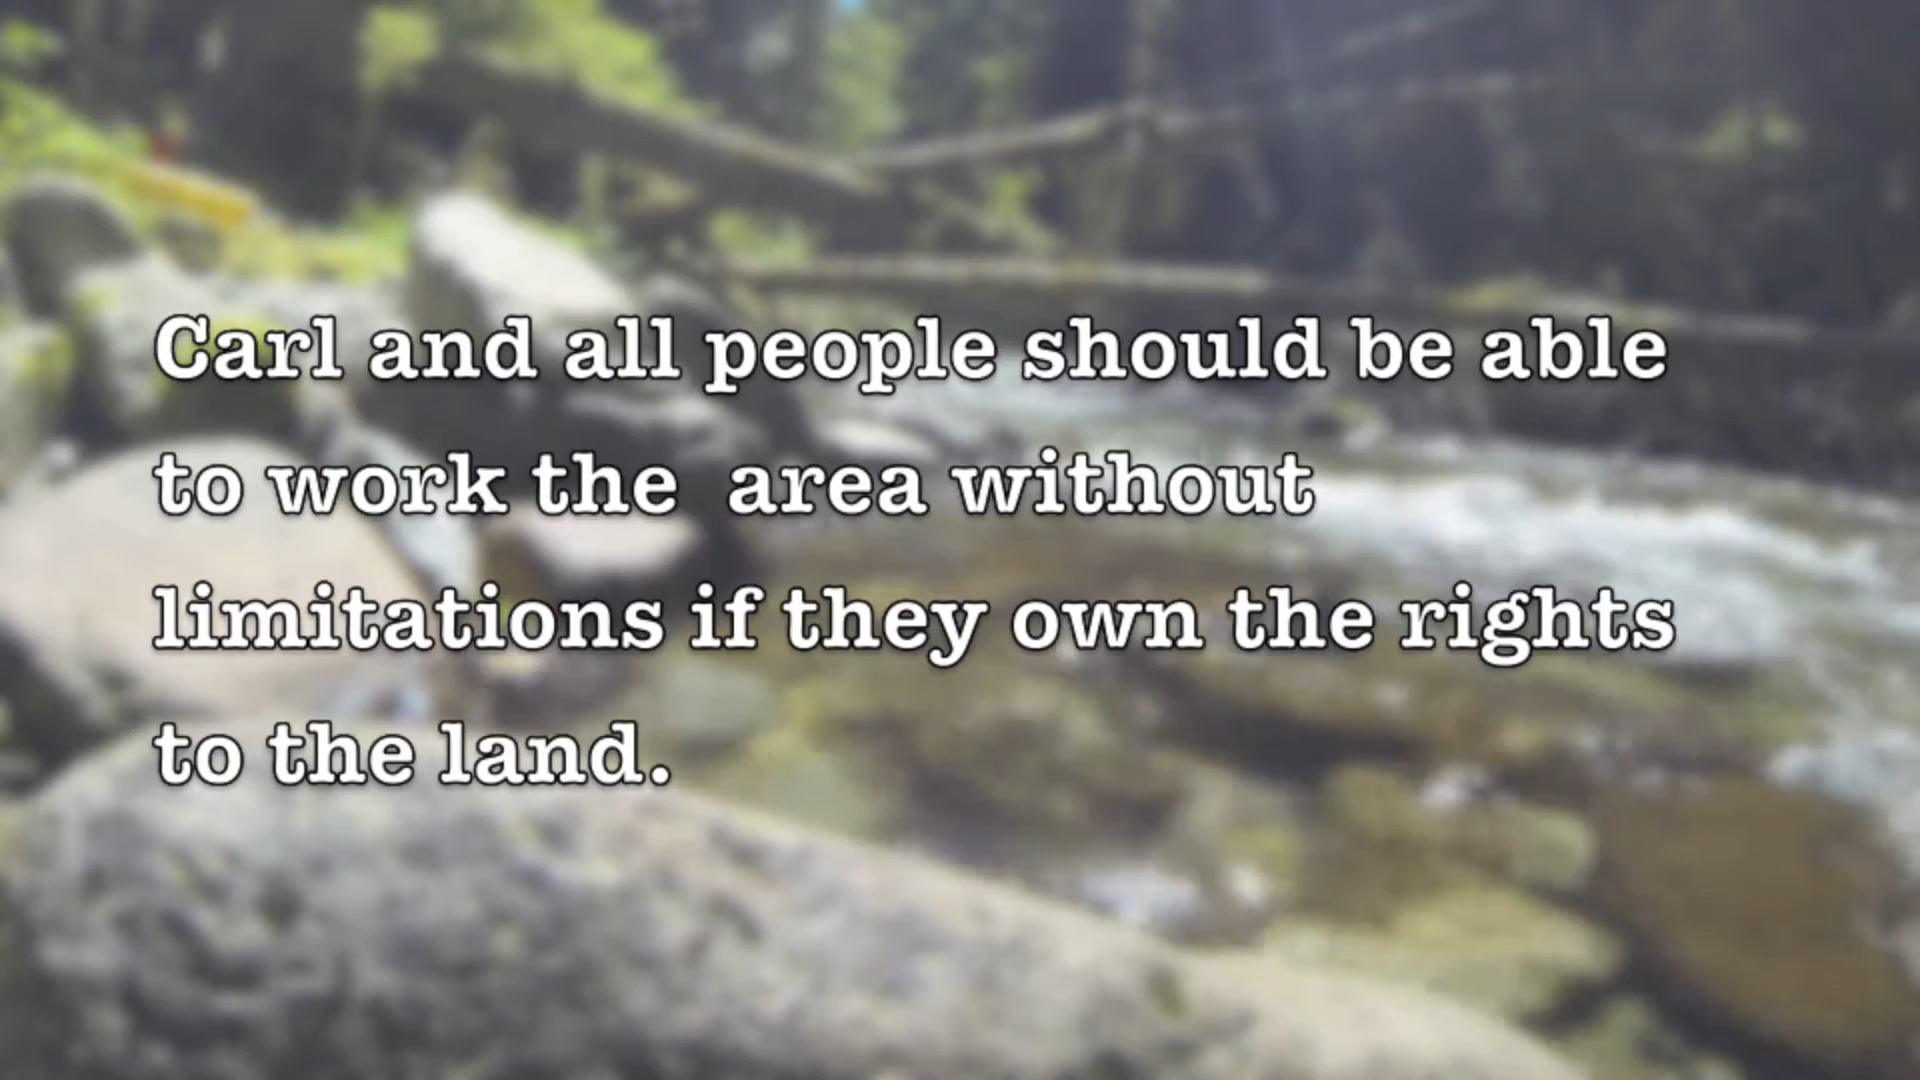 Carl and all people should be able
to work the  area without
limitations if they own the rights
to the land.